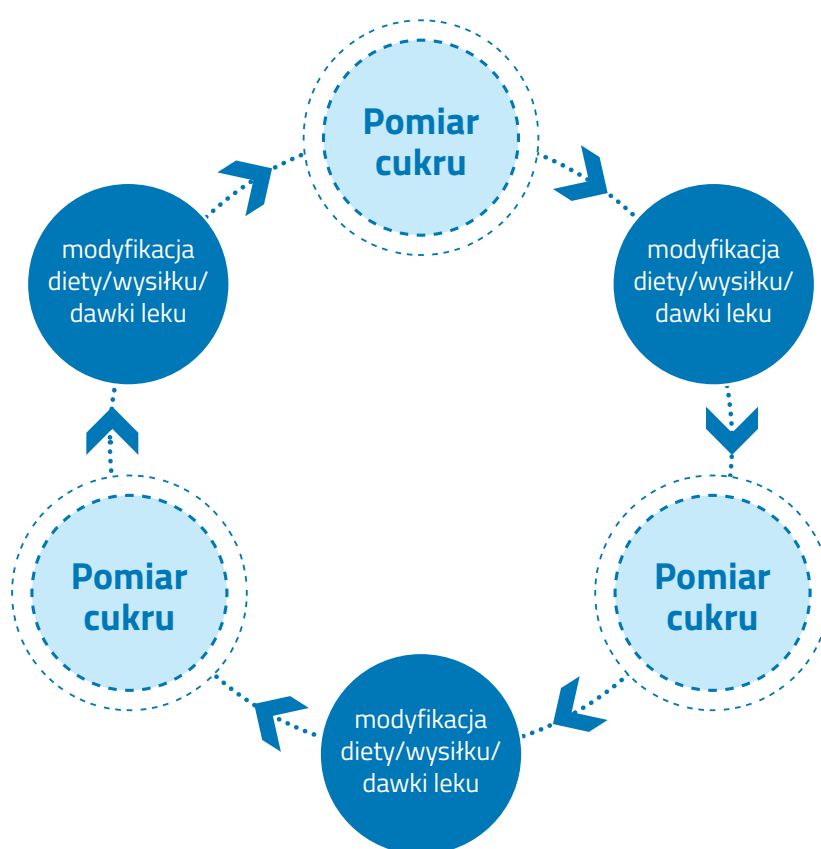 Pomiar
cukru
modyfikacja
diety/wysiłku/
dawki leku
modyfikacja
diety/wysiłku/
dawki leku
Pomiar
cukru
Pomiar
cukru
modyfikacja
diety/wysiłku/
dawki leku